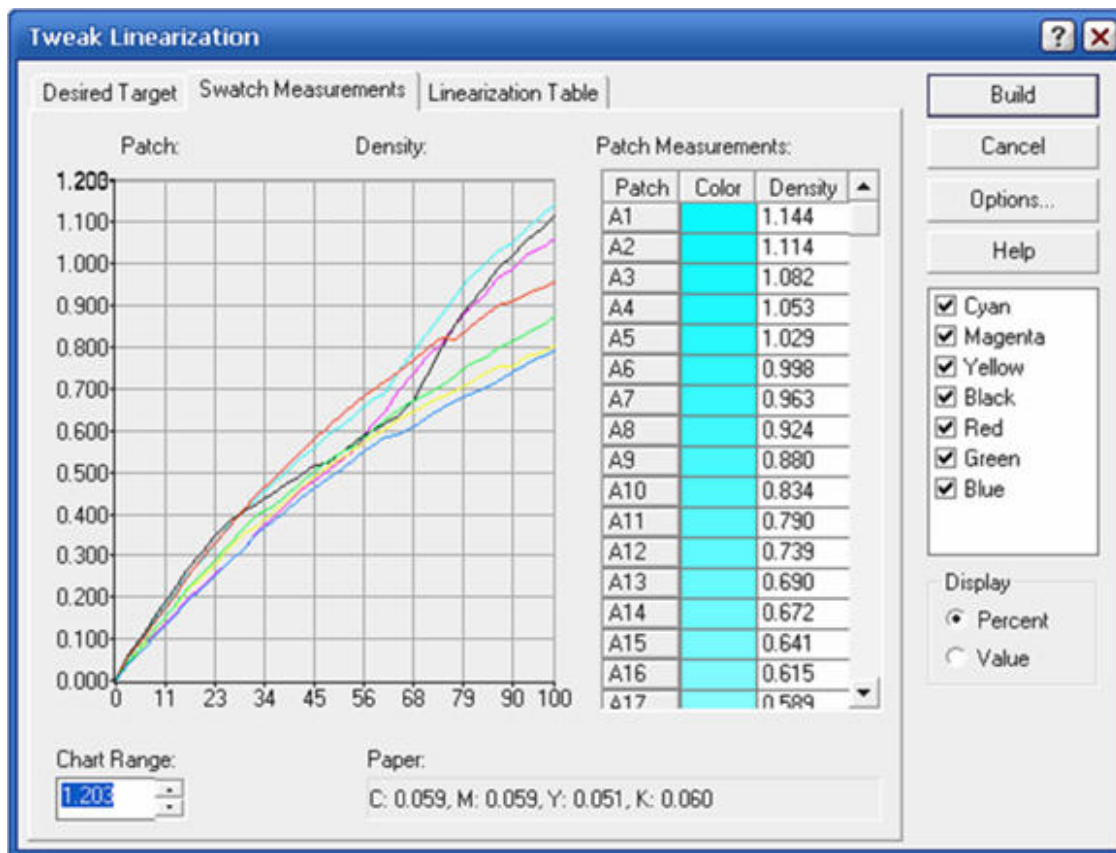 Tweak Linearization
Desired Target Swatch Measurements Linearization Table
Patch: Density:
1.203
1.100
1.000
0.900
0.800
0.700
0.600
0.500
0.400
0.300
0.200
0.100
0.000
0 11 23 34 45 56 68 79 90 100
Chart Range:
1.203
Paper:
C: 0.059, M: 0.059, Y: 0.051, K: 0.060
Patch Measurements:
Patch Color Density
A1 1.144
A2 1.114
A3 1.082
A4 1.053
A5 1.029
A6 0.998
A7 0.963
A8 0.924
A9 0.880
A10 0.834
A11 0.790
A12 0.739
A13 0.690
A14 0.672
A15 0.641
A16 0.615
A17 0.589
Build
Cancel
Options...
Help
Cyan
Magenta
Yellow
Black
Red
Green
Blue
Display
Percent
Value